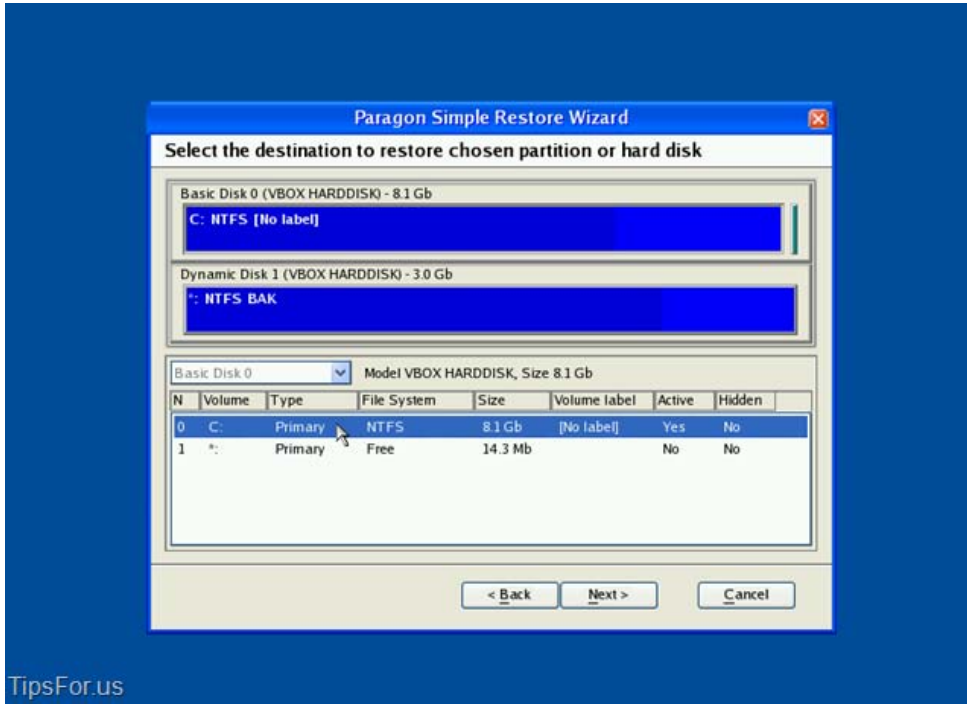 Paragon Simple Restore Wizard
Select the destination to restore chosen partition or hard disk
Basic Disk 0 (VBOX HARDDISK) - 8.1 Gb
C: NTFS [No label]
Dynamic Disk 1 (VBOX HARDDISK) - 3.0 Gb
*: NTFS BAK
Basic Disk 0 Model VBOX HARDDISK, Size 8.1 Gb
N Volume Type File System Size Volume label Active Hidden
0 C: Primary NTFS 8.1 Gb [No label] Yes No
1 *: Primary Free 14.3 Mb No No
< Back Next > Cancel
TipsFor.us